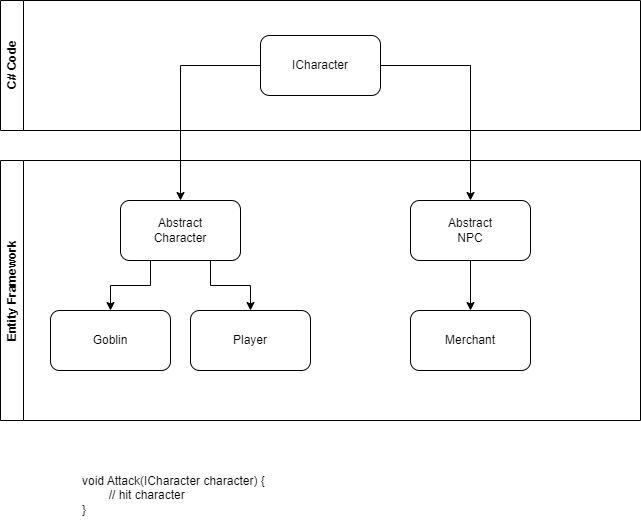 C# Code
ICharacter
Entity Framework
Abstract
Character
Abstract
NPC
Goblin
Player
Merchant
void Attack(ICharacter character) {
// hit character
}